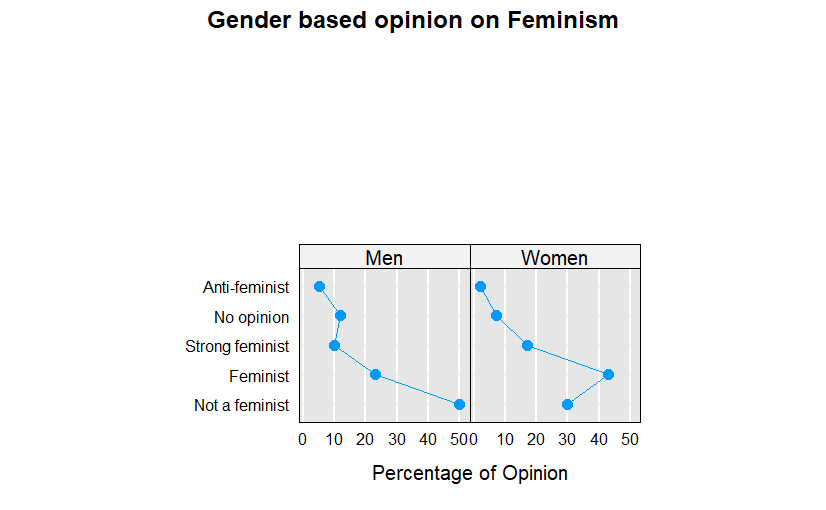 Gender based opinion on Feminism
Men Women
Anti-feminist
No opinion
Strong feminist
Feminist
Not a feminist
0 10 20 30 40 50 0 10 20 30 40 50
Percentage of Opinion